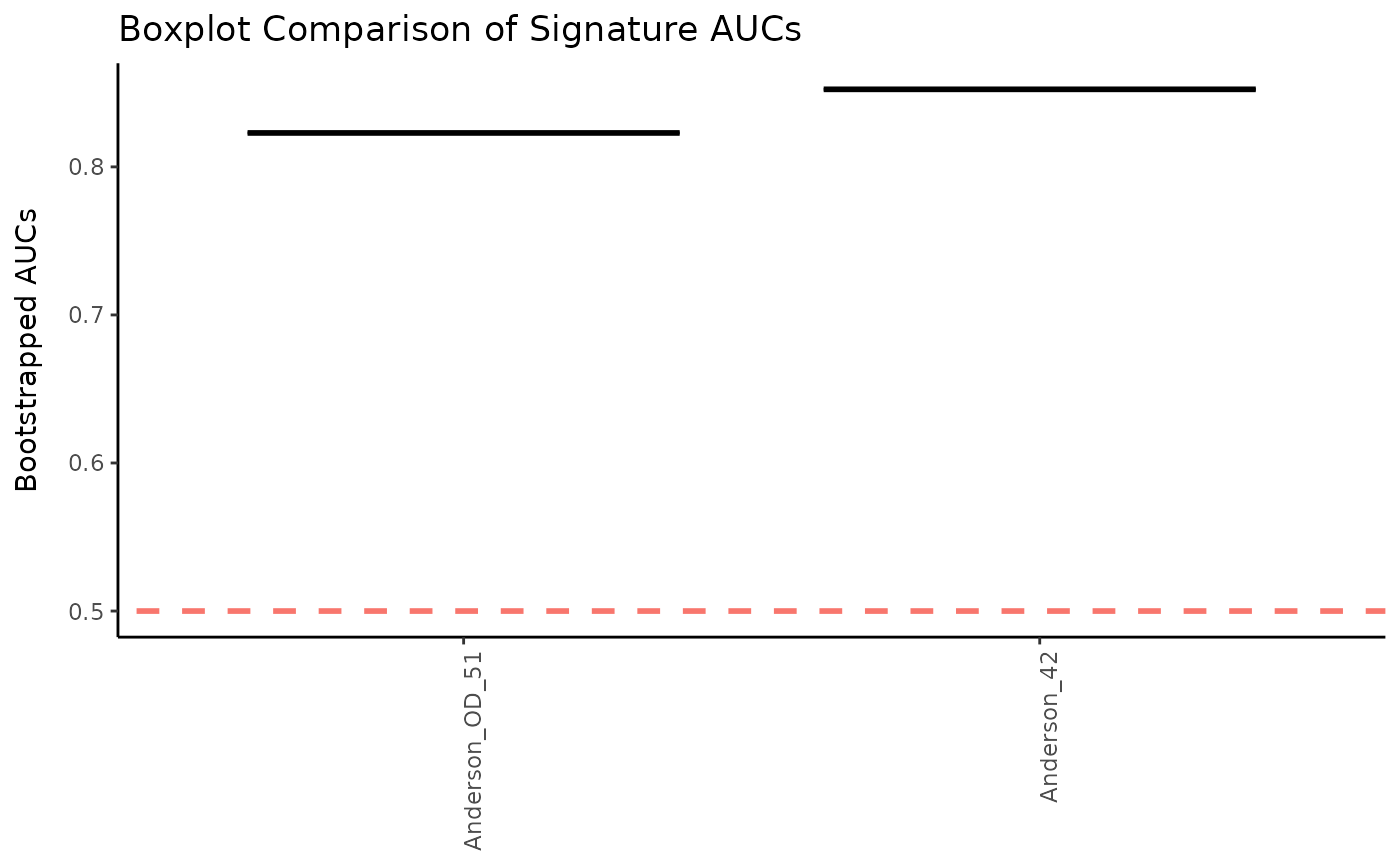 Boxplot Comparison of Signature AUCs
Bootstrapped AUCs
0.8
0.7
0.6
0.5
Anderson_OD_51
Anderson_42